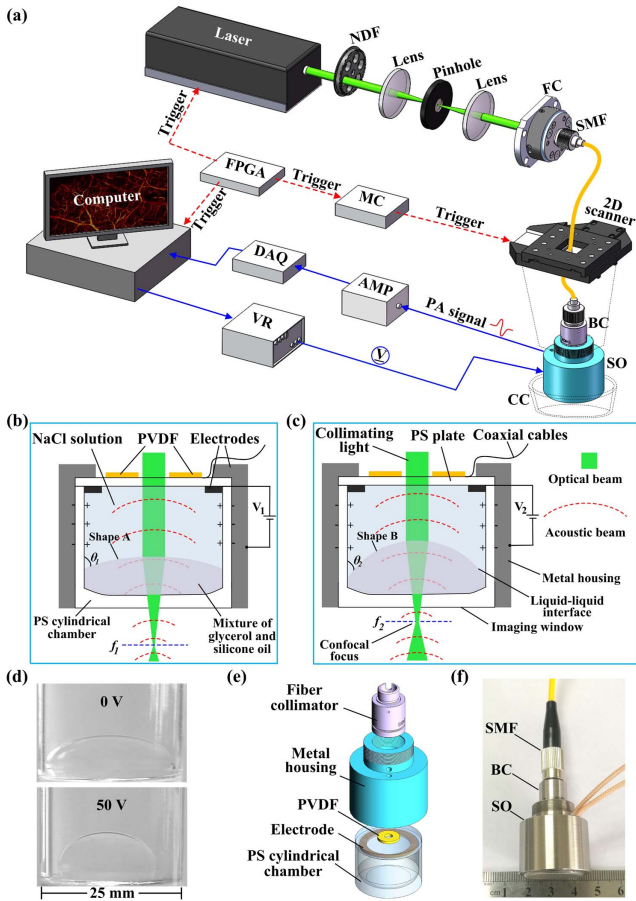 (a)
Laser
NDF
Lens
Pinhole
Lens
FC
SMF
Trigger
FPGA
Trigger
MC
Trigger
2D
scanner
Trigger
Computer
DAQ
AMP
VR
PA signal
V
BC
SO
CC
(b)
NaCl solution
PVDF
Electrodes
V1
Shape A
θ1
PS cylindrical
chamber
f1
Mixture of
glycerol and
silicone oil
(c)
Collimating
light
PS plate
Coaxial cables
Optical beam
V2
Acoustic beam
Shape B
θ2
Metal housing
Liquid-liquid
interface
Imaging window
f2
Confocal
focus
(d)
0 V
50 V
25 mm
(e)
Fiber
collimator
Metal
housing
PVDF
Electrode
PS cylindrical
chamber
(f)
SMF
BC
SO
1 2 3 4 5 6